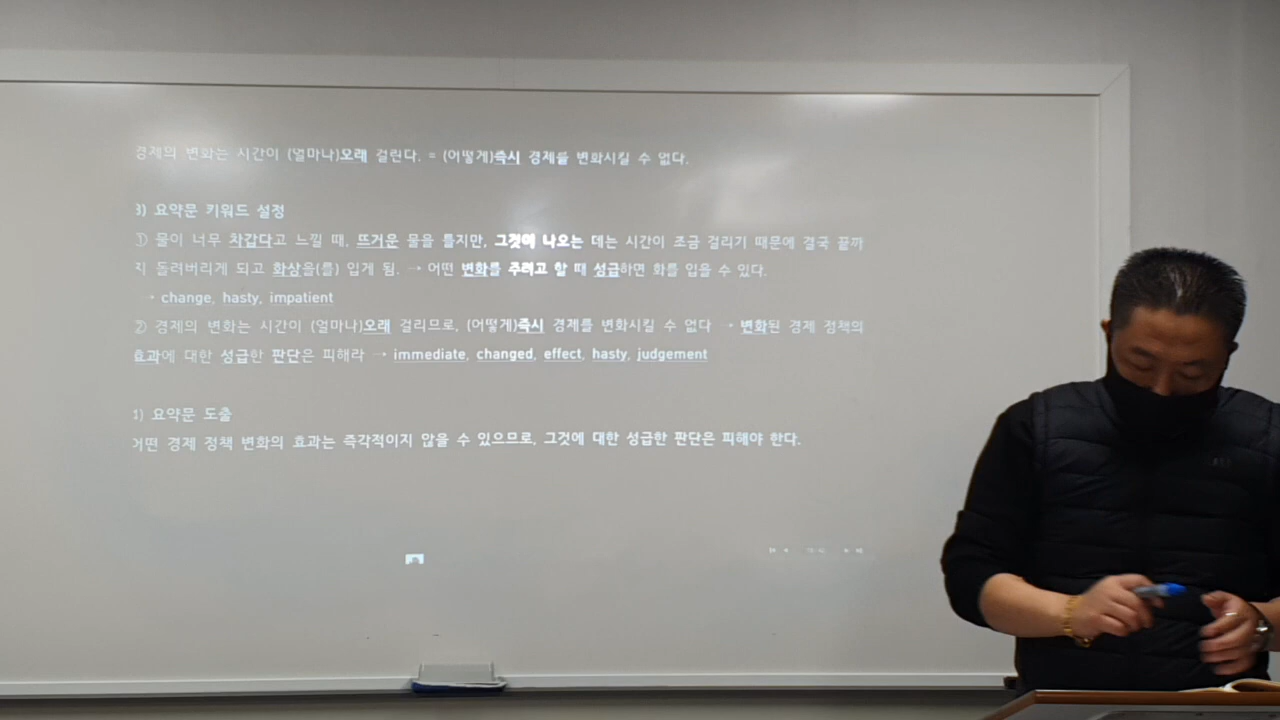 경제의 변화는 시간이 (얼마나)오래 걸린다. = (어떻게)즉시 경제를 변화시킬 수 없다.
3) 요약문 키워드 설정
① 물이 너무 차갑다고 느낄 때, 뜨거운 물을 틀지만, 그것이 나오는 데는 시간이 조금 걸리기 때문에 결국 끝까
지 돌려버리게 되고 화상을(를) 입게 됨. → 어떤 변화를 주려고 할 때 성급하면 화를 입을 수 있다.
→ change, hasty, impatient
② 경제의 변화는 시간이 (얼마나)오래 걸리므로, (어떻게)즉시 경제를 변화시킬 수 없다 → 변화된 경제 정책의
효과에 대한 성급한 판단은 피해라 → immediate, changed, effect, hasty, judgement
) 요약문 도출
어떤 경제 정책 변화의 효과는 즉각적이지 않을 수 있으므로, 그것에 대한 성급한 판단은 피해야 한다.